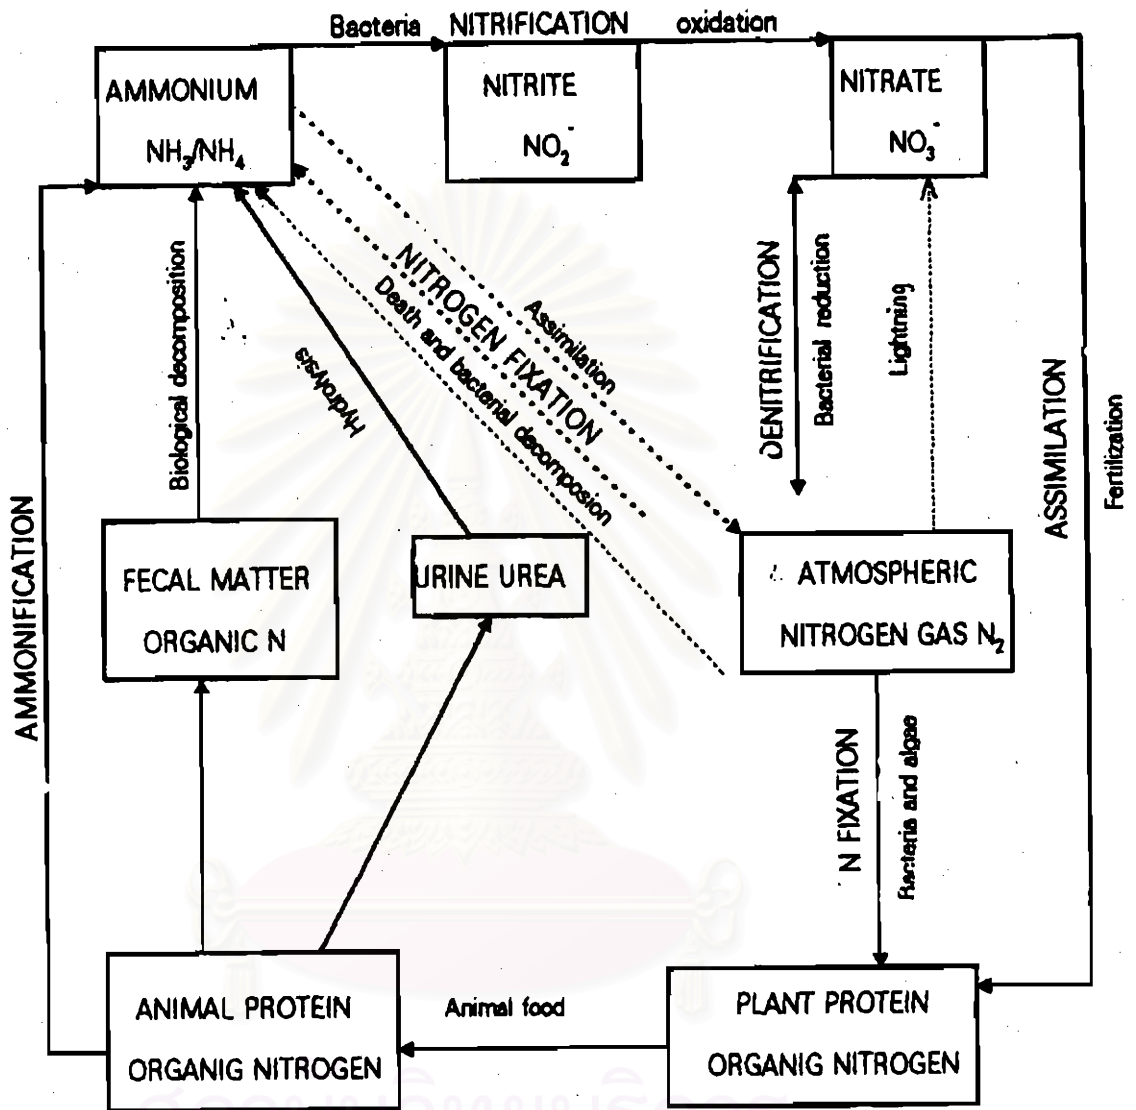 Bacteria NITRIFICATION oxidation
AMMONIUM
NH₃/NH₄
NITRITE
NO₂⁻
NITRATE
NO₃⁻
Biological decomposition
Hydrolysis
NITROGEN FIXATION
Death and bacterial decomposion
Assimilation
DENITRIFICATION
Bacterial reduction
Lightning
ASSIMILATION
Fertilization
AMMONIFICATION
FECAL MATTER
ORGANIC N
URINE UREA
ATMOSPHERIC
NITROGEN GAS N₂
N FIXATION
Bacteria and algae
ANIMAL PROTEIN
ORGANIG NITROGEN
Animal food
PLANT PROTEIN
ORGANIG NITROGEN